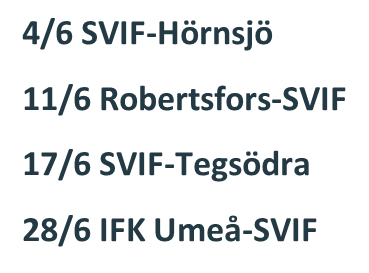 4/6 SVIF-Hörnsjö
11/6 Robertsfors-SVIF
17/6 SVIF-Tegsödra
28/6 IFK Umeå-SVIF